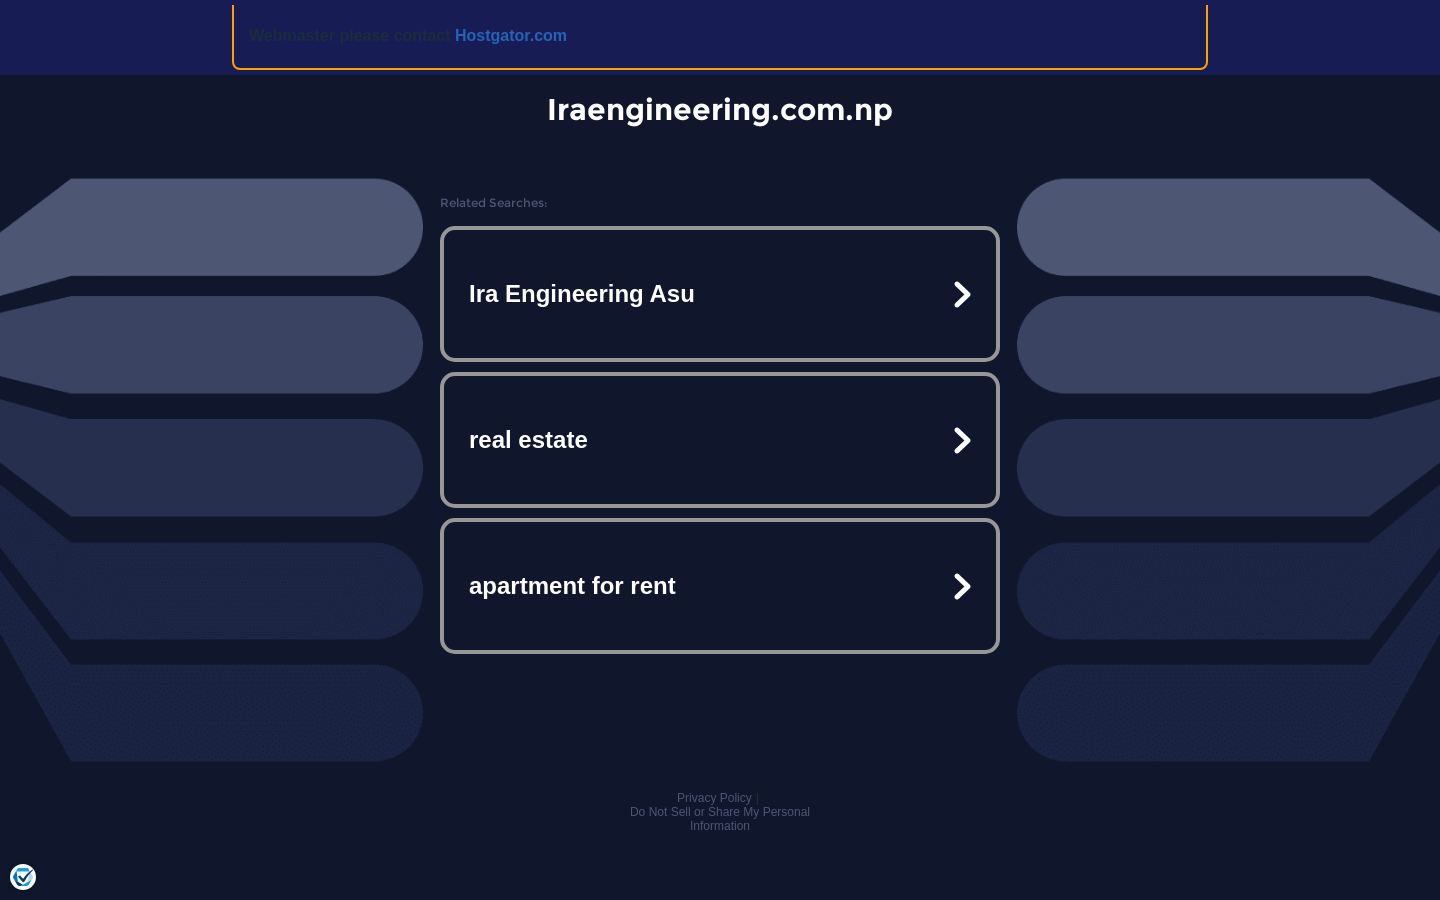 Webmaster please contact Hostgator.com
Iraengineering.com.np
Related Searches:
Ira Engineering Asu
real estate
apartment for rent
Privacy Policy |
Do Not Sell or Share My Personal
Information